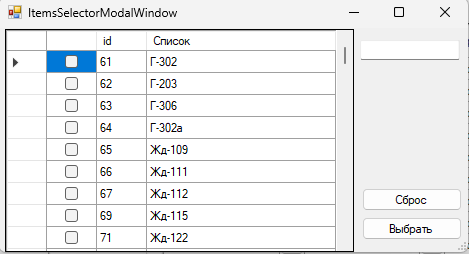 ItemsSelectorModalWindow
id Список
61 Г-302
62 Г-203
63 Г-306
64 Г-302а
65 Жд-109
66 Жд-111
67 Жд-112
69 Жд-115
71 Жд-122
Сброс
Выбрать